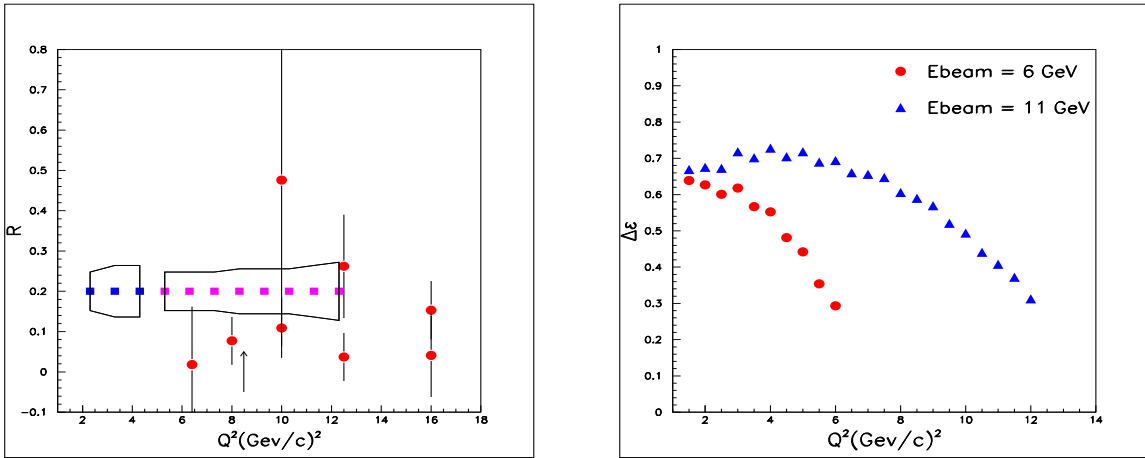 0.8
0.7
0.6
0.5
0.4
0.3
0.2
0.1
0
−0.1
R
2 4 6 8 10 12 14 16 18
Q²(Gev/c)²
1
0.9
0.8
0.7
0.6
0.5
0.4
0.3
0.2
0.1
0
Δε
Ebeam = 6 GeV
Ebeam = 11 GeV
2 4 6 8 10 12 14
Q²(GeV/c)²